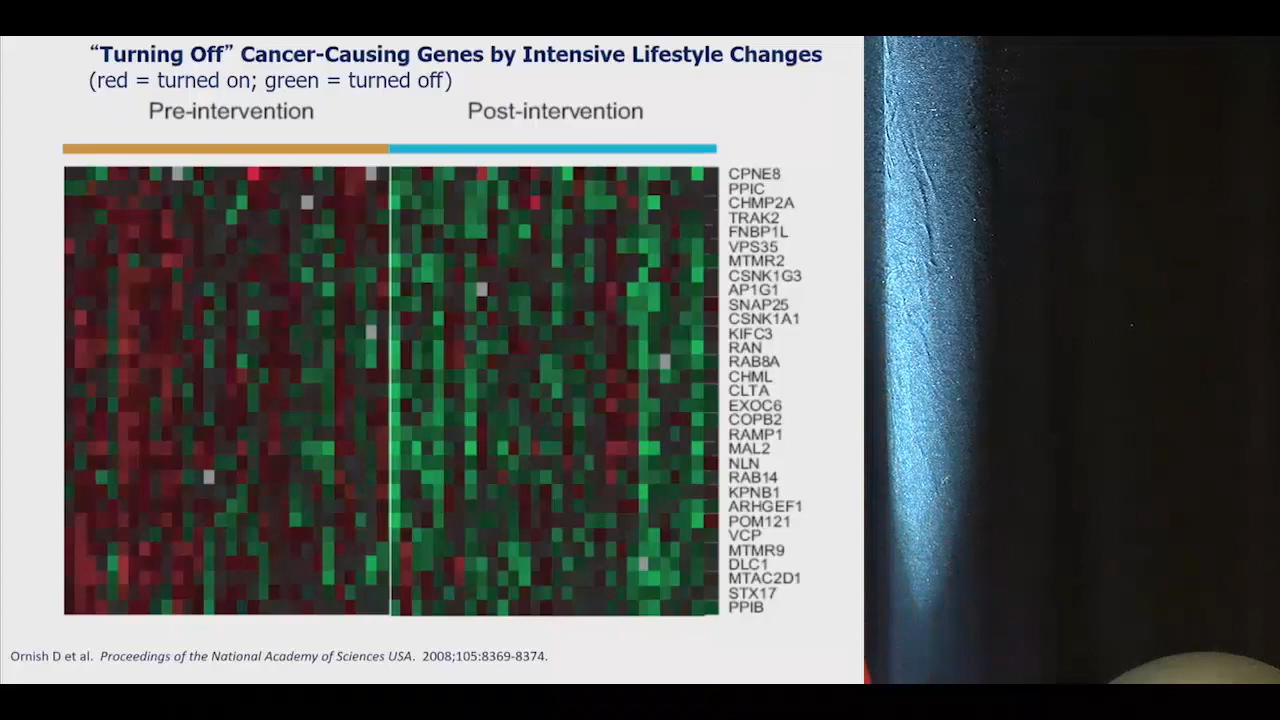 “Turning Off” Cancer-Causing Genes by Intensive Lifestyle Changes
(red = turned on; green = turned off)
Pre-intervention
Post-intervention
CPNE8
PPIC
CHMP2A
TRAK2
FNBP1L
VPS35
MTMR2
CSNK1G3
AP1G1
SNAP25
CSNK1A1
KIFC3
RAN
RAB8A
CHML
CLTA
EXOC6
COPB2
RAMP1
MAL2
NLN
RAB14
KPNB1
ARHGEF1
POM121
VCP
MTMR9
DLC1
MTAC2D1
STX17
PPIB
Ornish D et al. Proceedings of the National Academy of Sciences USA. 2008;105:8369-8374.